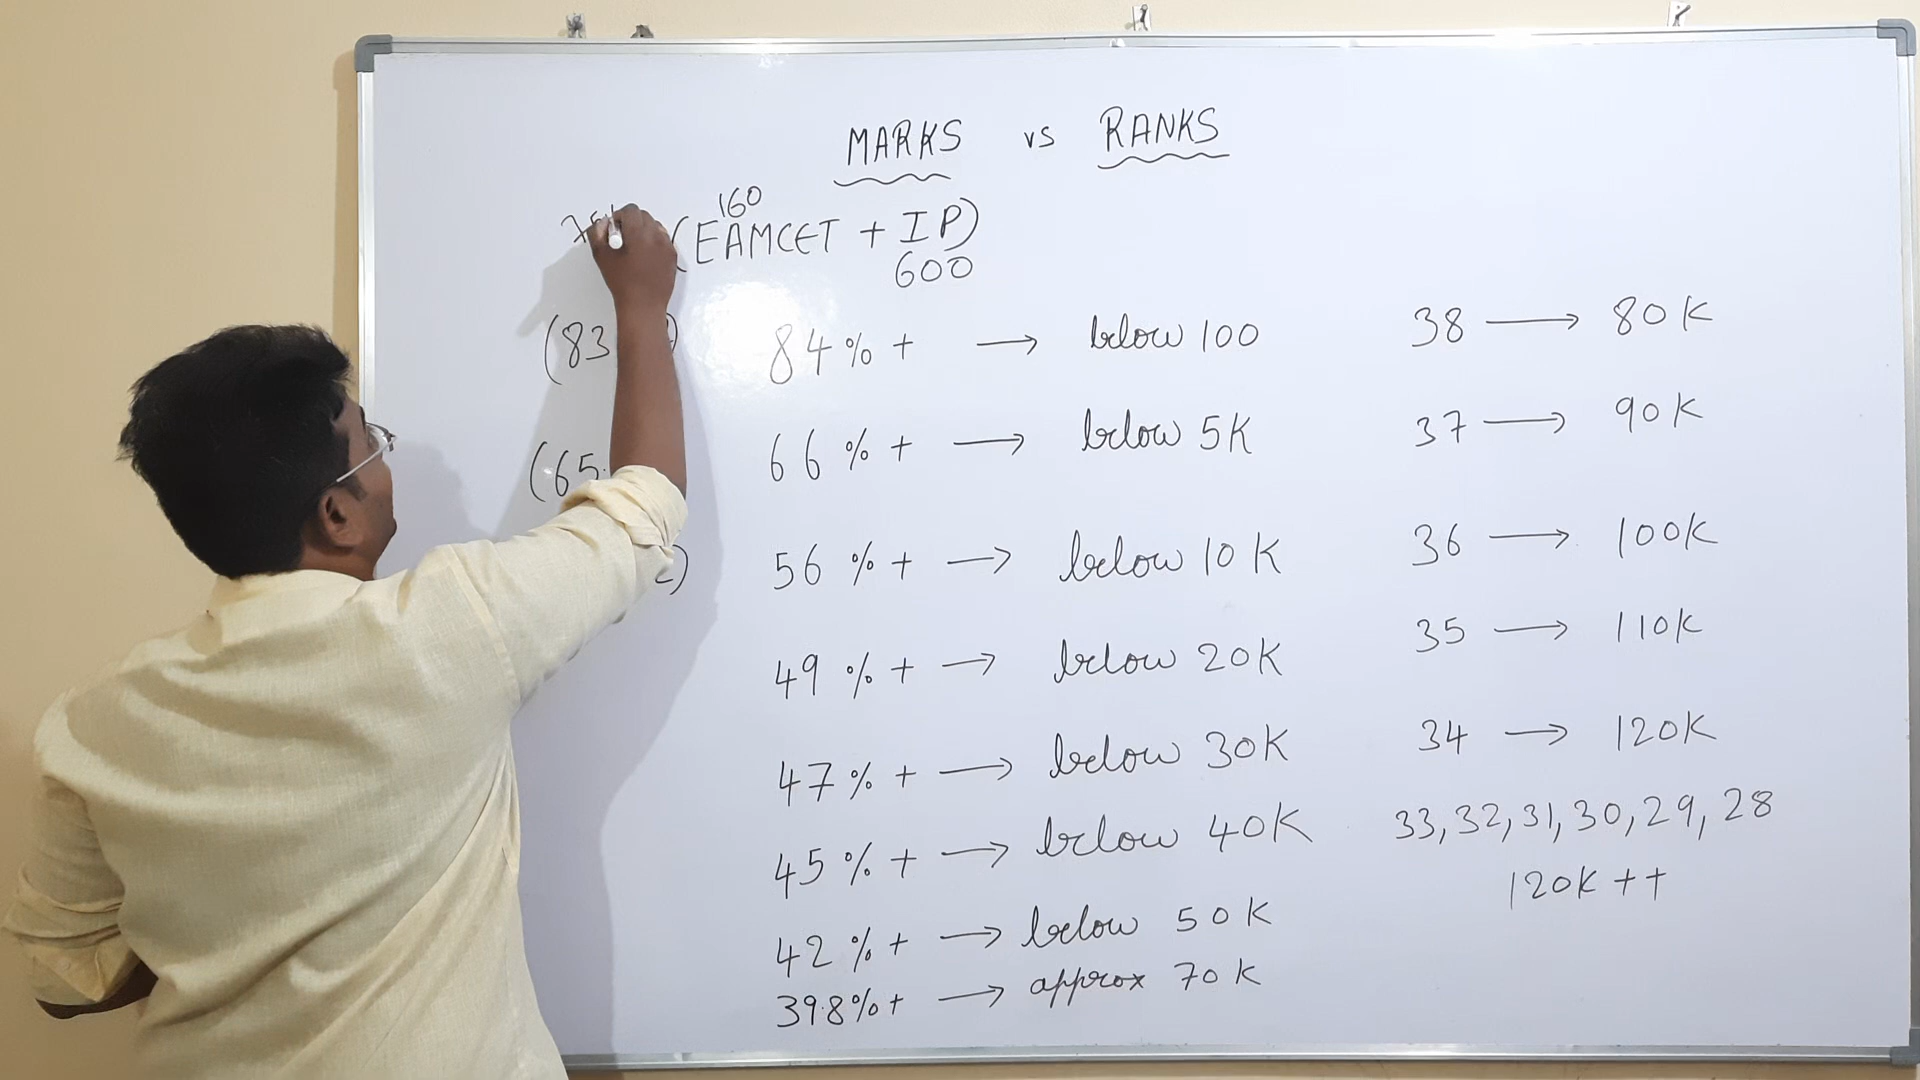 MARKS vs RANKS
160
(EAMCET + IP)
600
(83 84%+ → below 100
(65. 66%+ → below 5K
2) 56%+ → below 10K
49%+ → below 20K
47%+ → below 30K
45%+ → below 40K
42%+ → below 50K
39.8%+ → approx 70K
38 → 80K
37 → 90K
36 → 100K
35 → 110K
34 → 120K
33, 32, 31, 30, 29, 28
120K ++